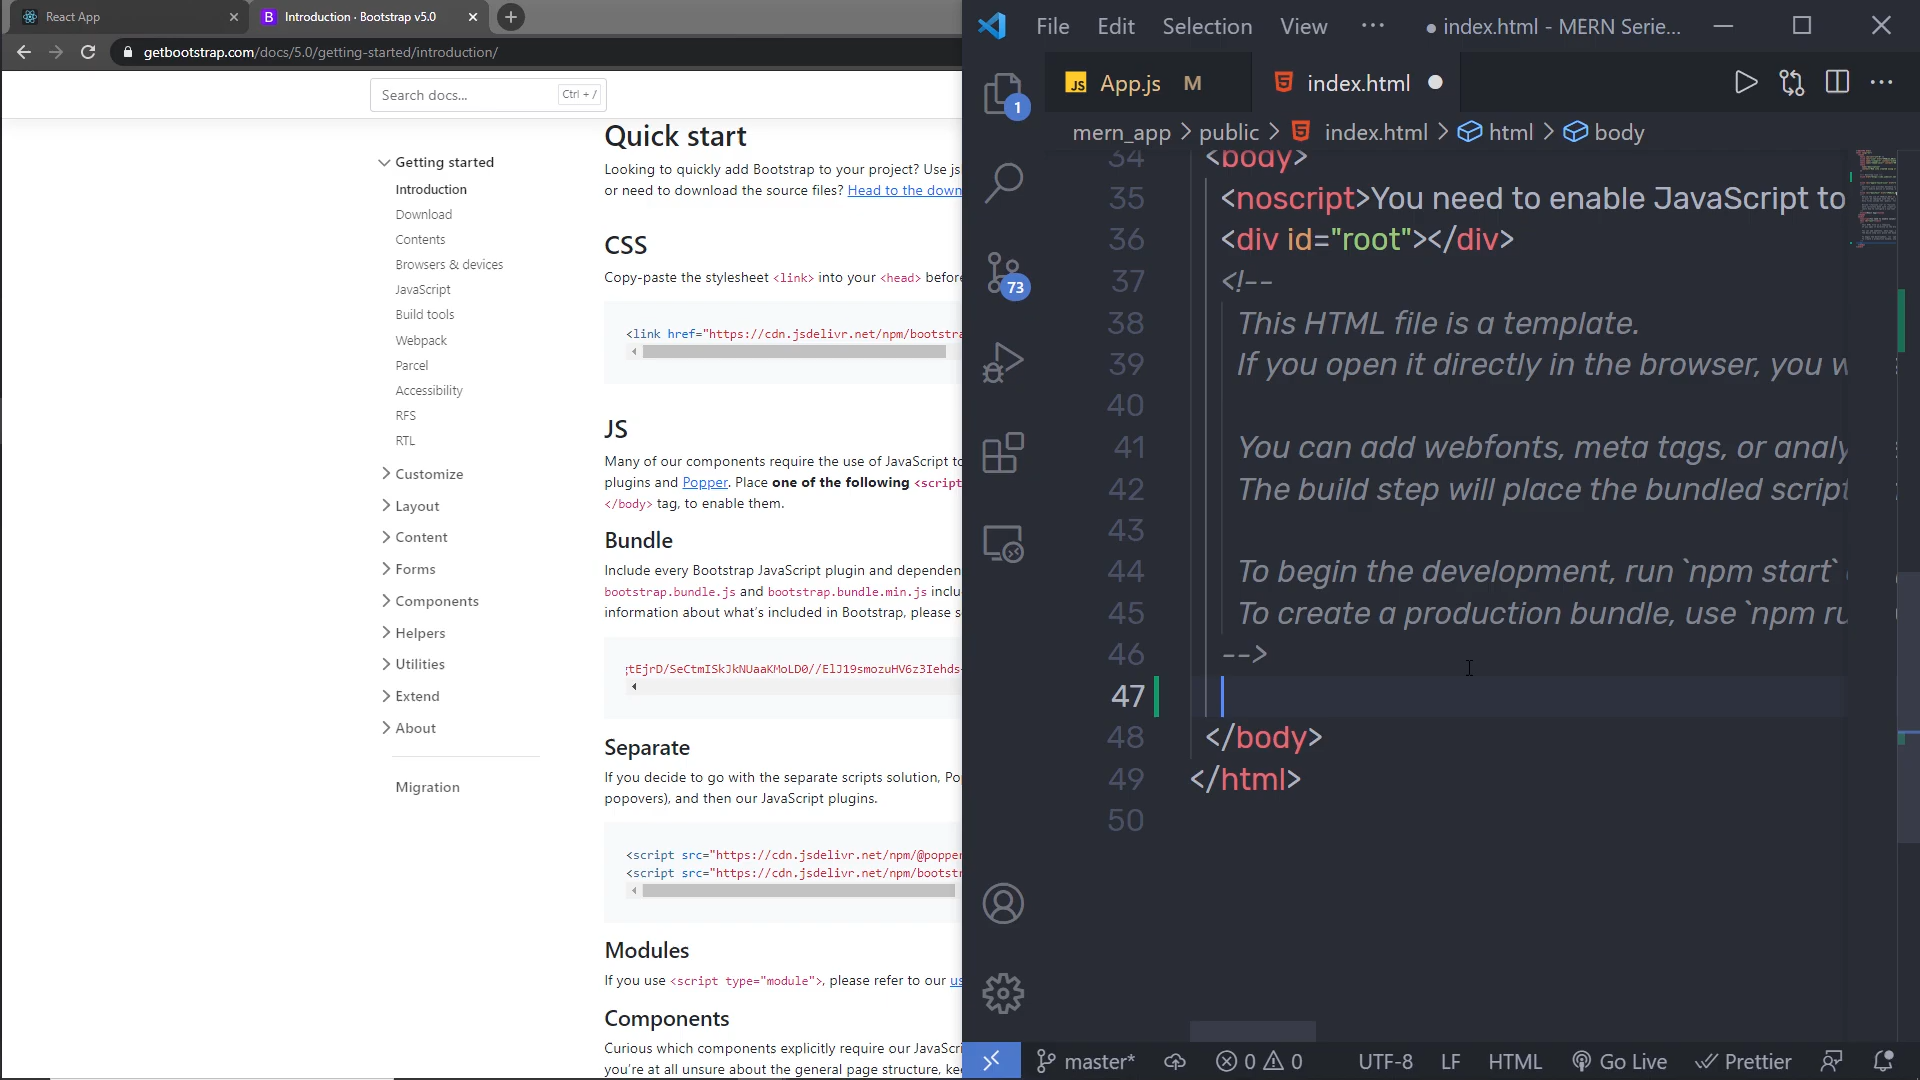 React App
Introduction · Bootstrap v5.0
getbootstrap.com/docs/5.0/getting-started/introduction/
Search docs...
Ctrl + /
Getting started
Introduction
Download
Contents
Browsers & devices
JavaScript
Build tools
Webpack
Parcel
Accessibility
RFS
RTL
Customize
Layout
Content
Forms
Components
Helpers
Utilities
Extend
About
Migration
Quick start
Looking to quickly add Bootstrap to your project? Use js
or need to download the source files? Head to the down
CSS
Copy-paste the stylesheet <link> into your <head> before
<link href="https://cdn.jsdelivr.net/npm/bootstra
JS
Many of our components require the use of JavaScript to
plugins and Popper. Place one of the following <script
</body> tag, to enable them.
Bundle
Include every Bootstrap JavaScript plugin and dependen
bootstrap.bundle.js and bootstrap.bundle.min.js inclu
information about what's included in Bootstrap, please s
gtEjrD/SeCtmISkJkNUaaKMoLD0//ElJ19smozuHV6z3Iehds-
Separate
If you decide to go with the separate scripts solution, Po
popovers), and then our JavaScript plugins.
<script src="https://cdn.jsdelivr.net/npm/@popper
<script src="https://cdn.jsdelivr.net/npm/bootst
Modules
If you use <script type="module">, please refer to our us
Components
Curious which components explicitly require our JavaScri
you're at all unsure about the general page structure, kee
File Edit Selection View ··· ● index.html - MERN Serie...
JS App.js M
index.html
mern_app > public > index.html > html > body
1
73
34 <body>
35 <noscript>You need to enable JavaScript to
36 <div id="root"></div>
37 <!--
38 This HTML file is a template.
39 If you open it directly in the browser, you w
40
41 You can add webfonts, meta tags, or analy
42 The build step will place the bundled script
43
44 To begin the development, run `npm start`
45 To create a production bundle, use `npm ru
46 -->
47
48 </body>
49 </html>
50
master* 0 0 UTF-8 LF HTML Go Live Prettier